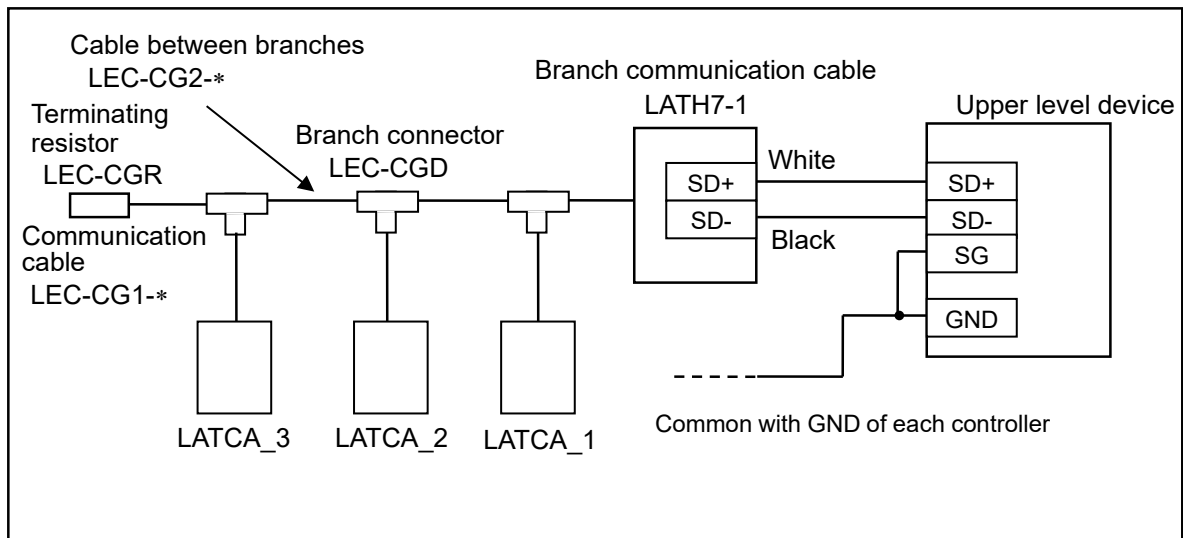 Cable between branches
LEC-CG2-*
Terminating
resistor
LEC-CGR
Branch connector
LEC-CGD
Branch communication cable
LATH7-1
Upper level device
White
SD+
SD-
Black
SD+
SD-
SG
GND
Communication
cable
LEC-CG1-*
LATCA_3
LATCA_2
LATCA_1
Common with GND of each controller